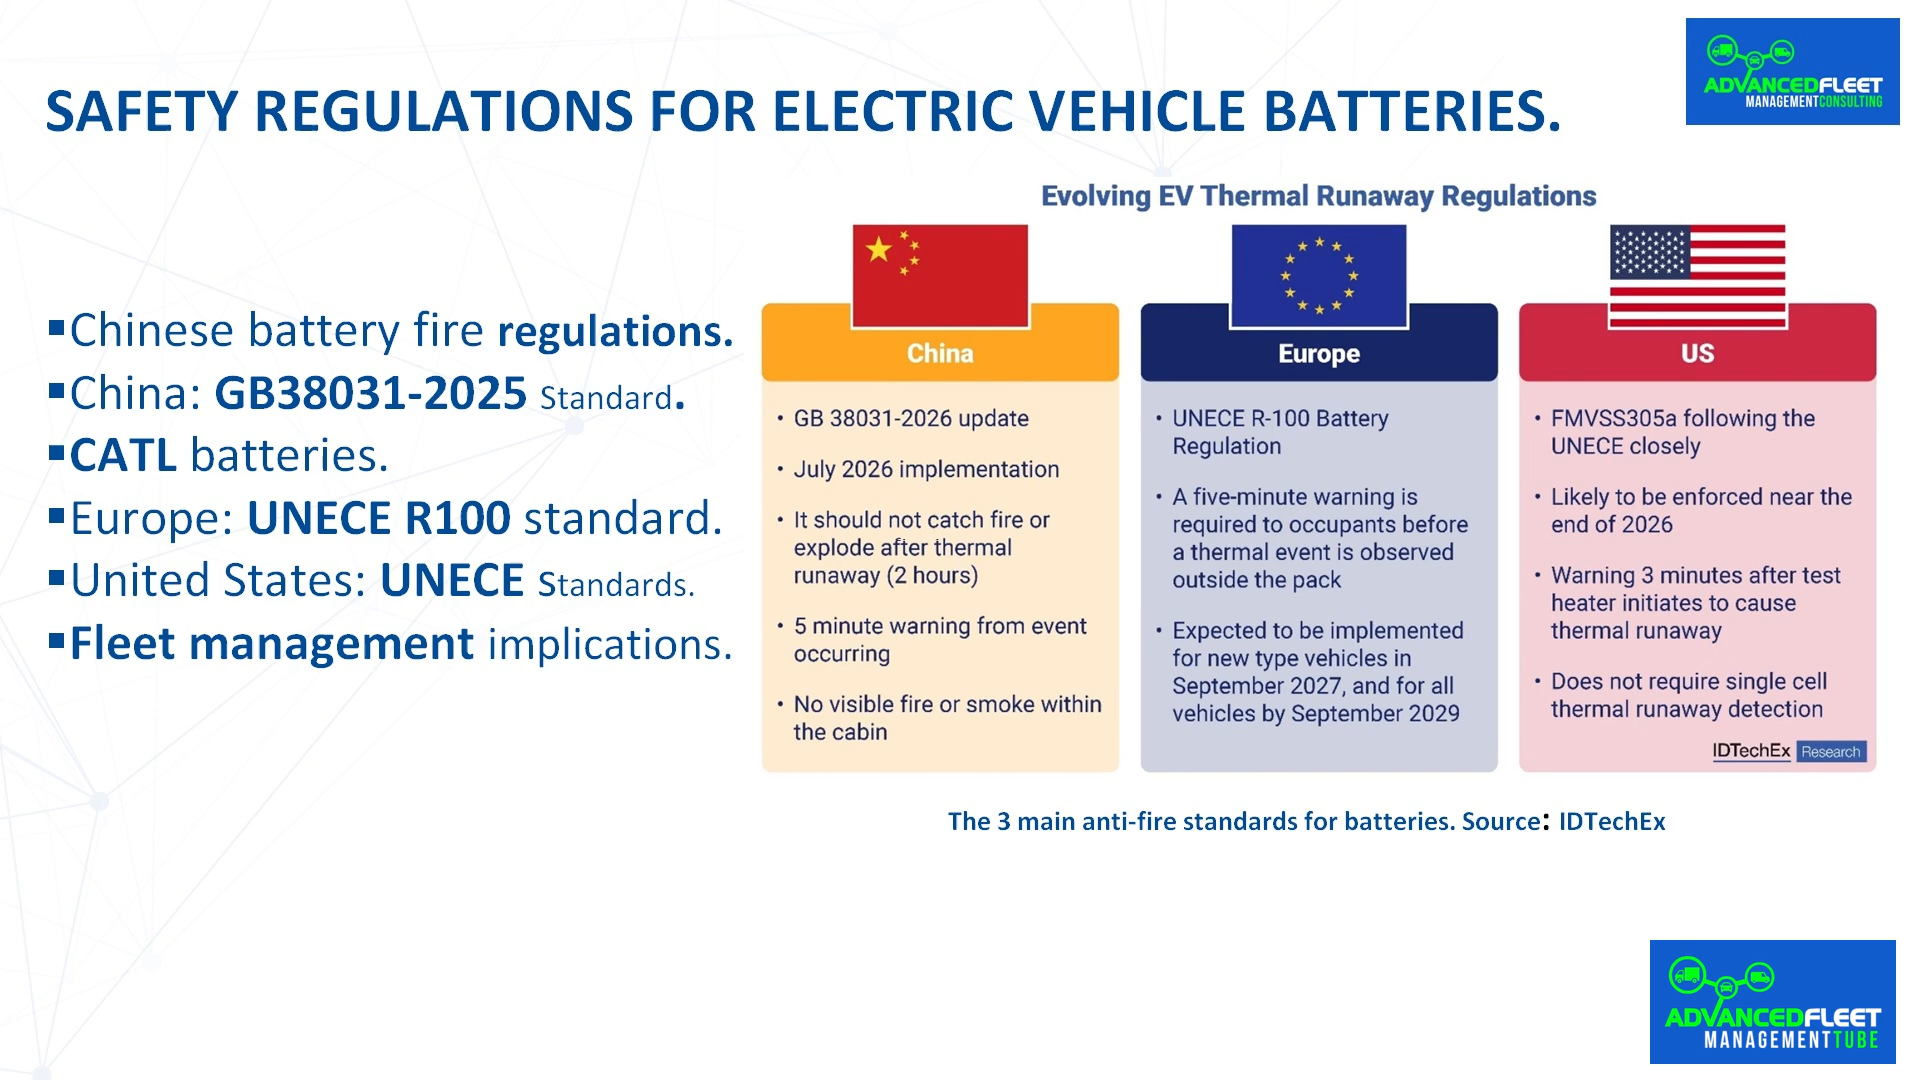 SAFETY REGULATIONS FOR ELECTRIC VEHICLE BATTERIES.
ADVANCEDFLEET
MANAGEMENTCONSULTING
▪Chinese battery fire regulations.
▪China: GB38031-2025 Standard.
▪CATL batteries.
▪Europe: UNECE R100 standard.
▪United States: UNECE Standards.
▪Fleet management implications.
Evolving EV Thermal Runaway Regulations
China
• GB 38031-2026 update
• July 2026 implementation
• It should not catch fire or
explode after thermal
runaway (2 hours)
• 5 minute warning from event
occurring
• No visible fire or smoke within
the cabin
Europe
• UNECE R-100 Battery
Regulation
• A five-minute warning is
required to occupants before
a thermal event is observed
outside the pack
• Expected to be implemented
for new type vehicles in
September 2027, and for all
vehicles by September 2029
US
• FMVSS305a following the
UNECE closely
• Likely to be enforced near the
end of 2026
• Warning 3 minutes after test
heater initiates to cause
thermal runaway
• Does not require single cell
thermal runaway detection
IDTechEx Research
The 3 main anti-fire standards for batteries. Source: IDTechEx
ADVANCEDFLEET
MANAGEMENTTUBE